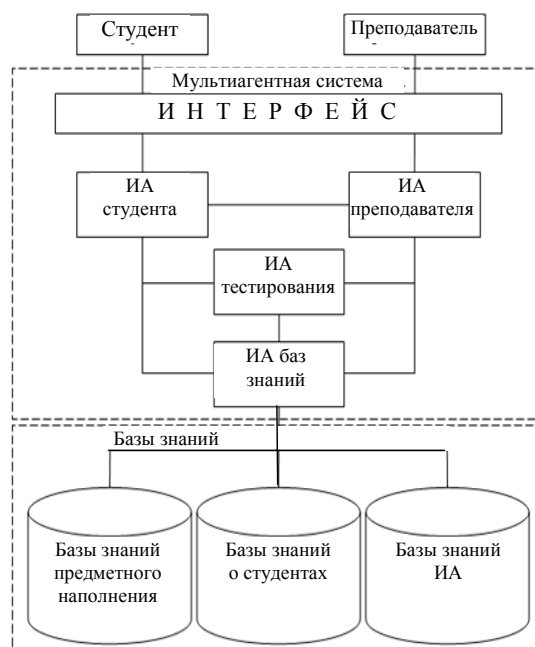 Студент
Преподаватель
Мультиагентная система
И Н Т Е Р Ф Е Й С
ИА
студента
ИА
преподавателя
ИА
тестирования
ИА баз
знаний
Базы знаний
Базы знаний
предметного
наполнения
Базы знаний
о студентах
Базы знаний
ИА